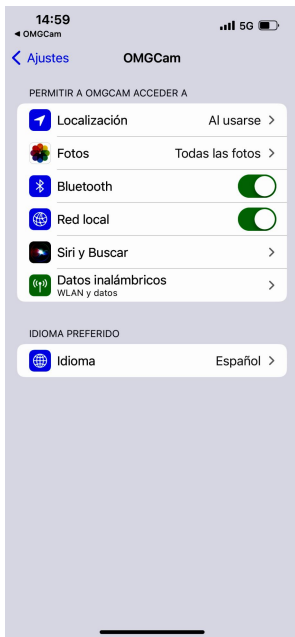 14:59
5G
◀ OMGCam
Ajustes
OMGCam
PERMITIR A OMGCAM ACCEDER A
Localización Al usarse
Fotos Todas las fotos
Bluetooth
Red local
Siri y Buscar
Datos inalámbricos
WLAN y datos
IDIOMA PREFERIDO
Idioma Español